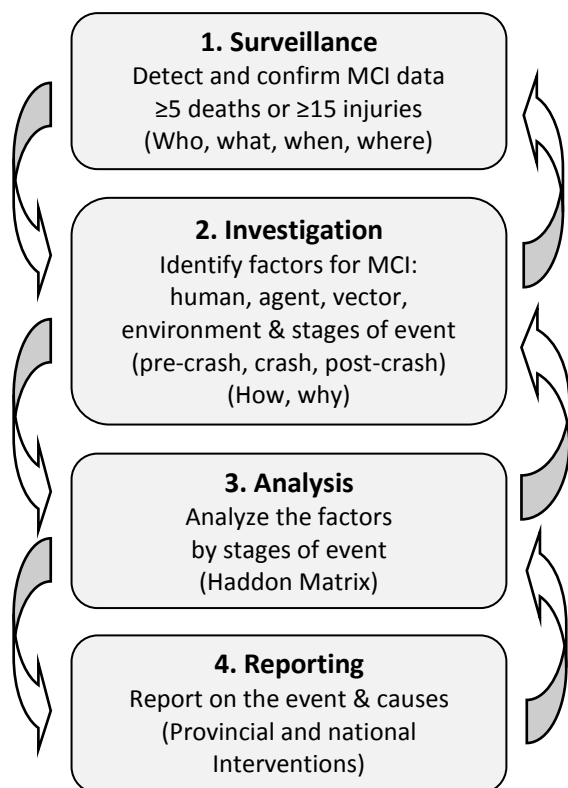 1. Surveillance
Detect and confirm MCI data
≥5 deaths or ≥15 injuries
(Who, what, when, where)
2. Investigation
Identify factors for MCI:
human, agent, vector,
environment & stages of event
(pre-crash, crash, post-crash)
(How, why)
3. Analysis
Analyze the factors
by stages of event
(Haddon Matrix)
4. Reporting
Report on the event & causes
(Provincial and national
Interventions)